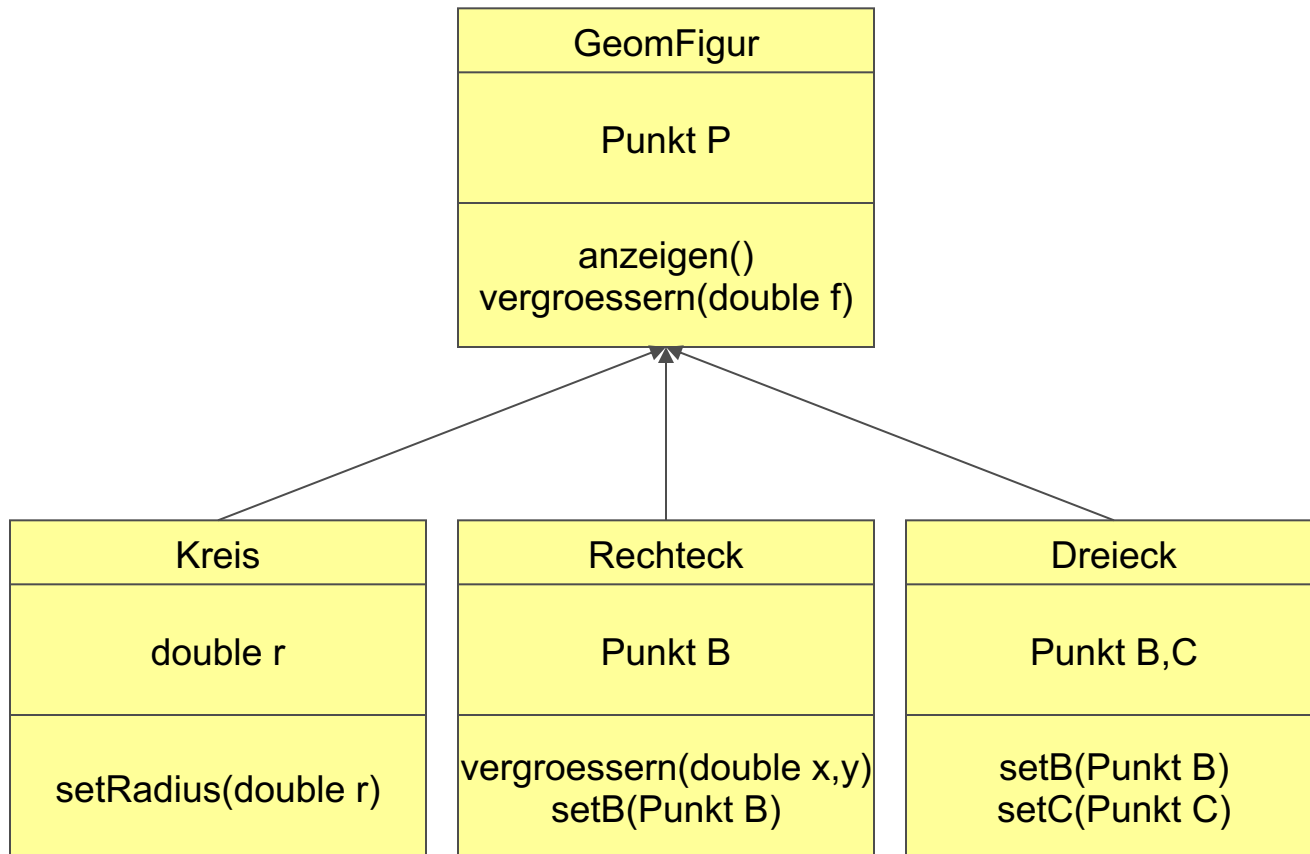 GeomFigur
Punkt P
anzeigen()
vergroessern(double f)
Kreis
double r
setRadius(double r)
Rechteck
Punkt B
vergroessern(double x,y)
setB(Punkt B)
Dreieck
Punkt B,C
setB(Punkt B)
setC(Punkt C)